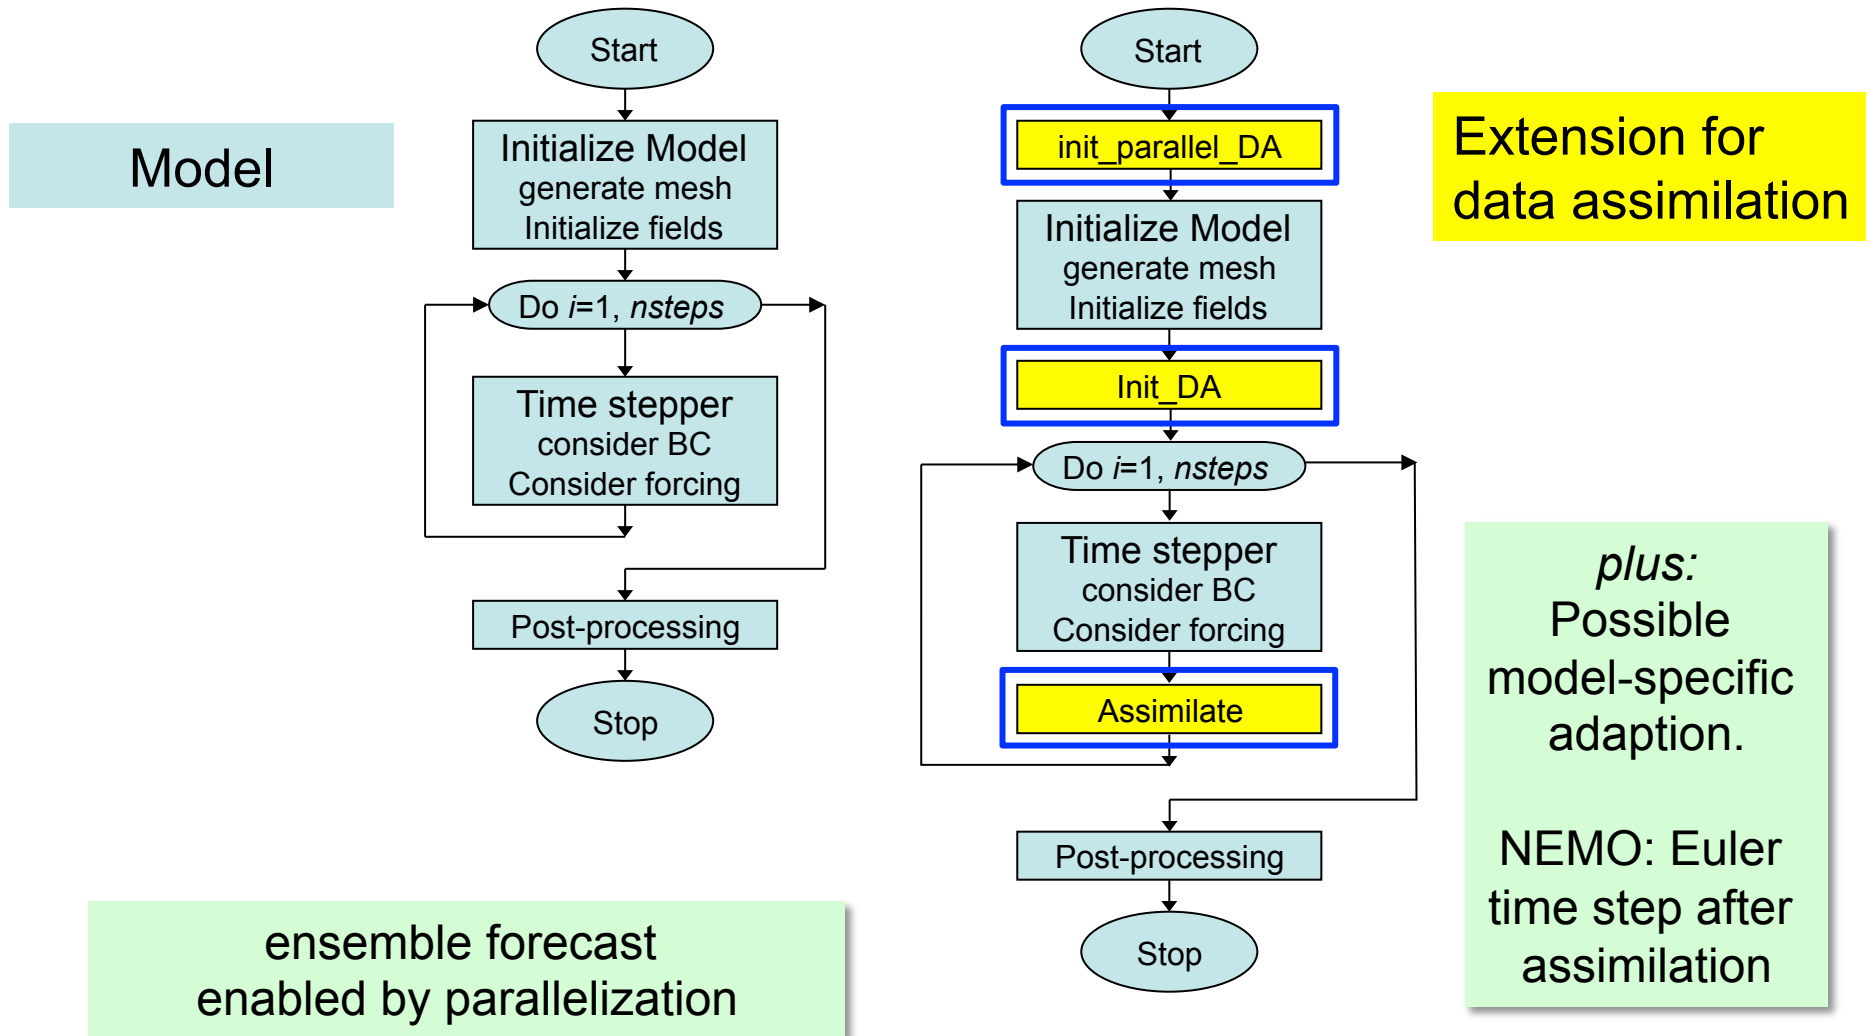 Model
Start
Initialize Model
generate mesh
Initialize fields
Do i=1, nsteps
Time stepper
consider BC
Consider forcing
Post-processing
Stop
Start
init_parallel_DA
Initialize Model
generate mesh
Initialize fields
Init_DA
Do i=1, nsteps
Time stepper
consider BC
Consider forcing
Assimilate
Post-processing
Stop
Extension for
data assimilation
plus:
Possible
model-specific
adaption.
NEMO: Euler
time step after
assimilation
ensemble forecast
enabled by parallelization